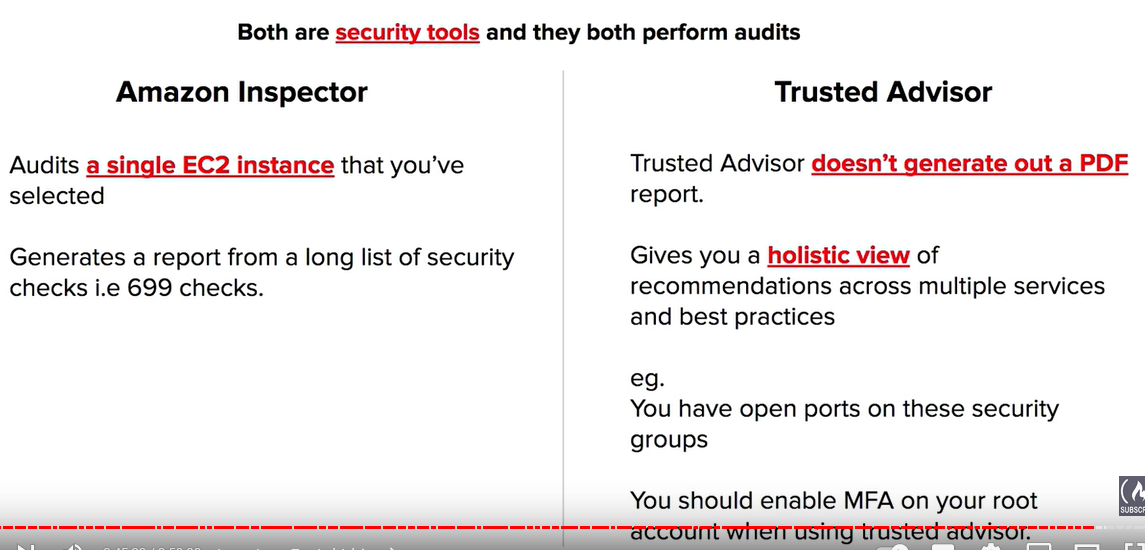 Both are security tools and they both perform audits
Amazon Inspector
Audits a single EC2 instance that you've
selected
Generates a report from a long list of security
checks i.e 699 checks.
Trusted Advisor
Trusted Advisor doesn't generate out a PDF
report.
Gives you a holistic view of
recommendations across multiple services
and best practices
eg.
You have open ports on these security
groups
You should enable MFA on your root
account when using trusted advisor.
SUBSCR